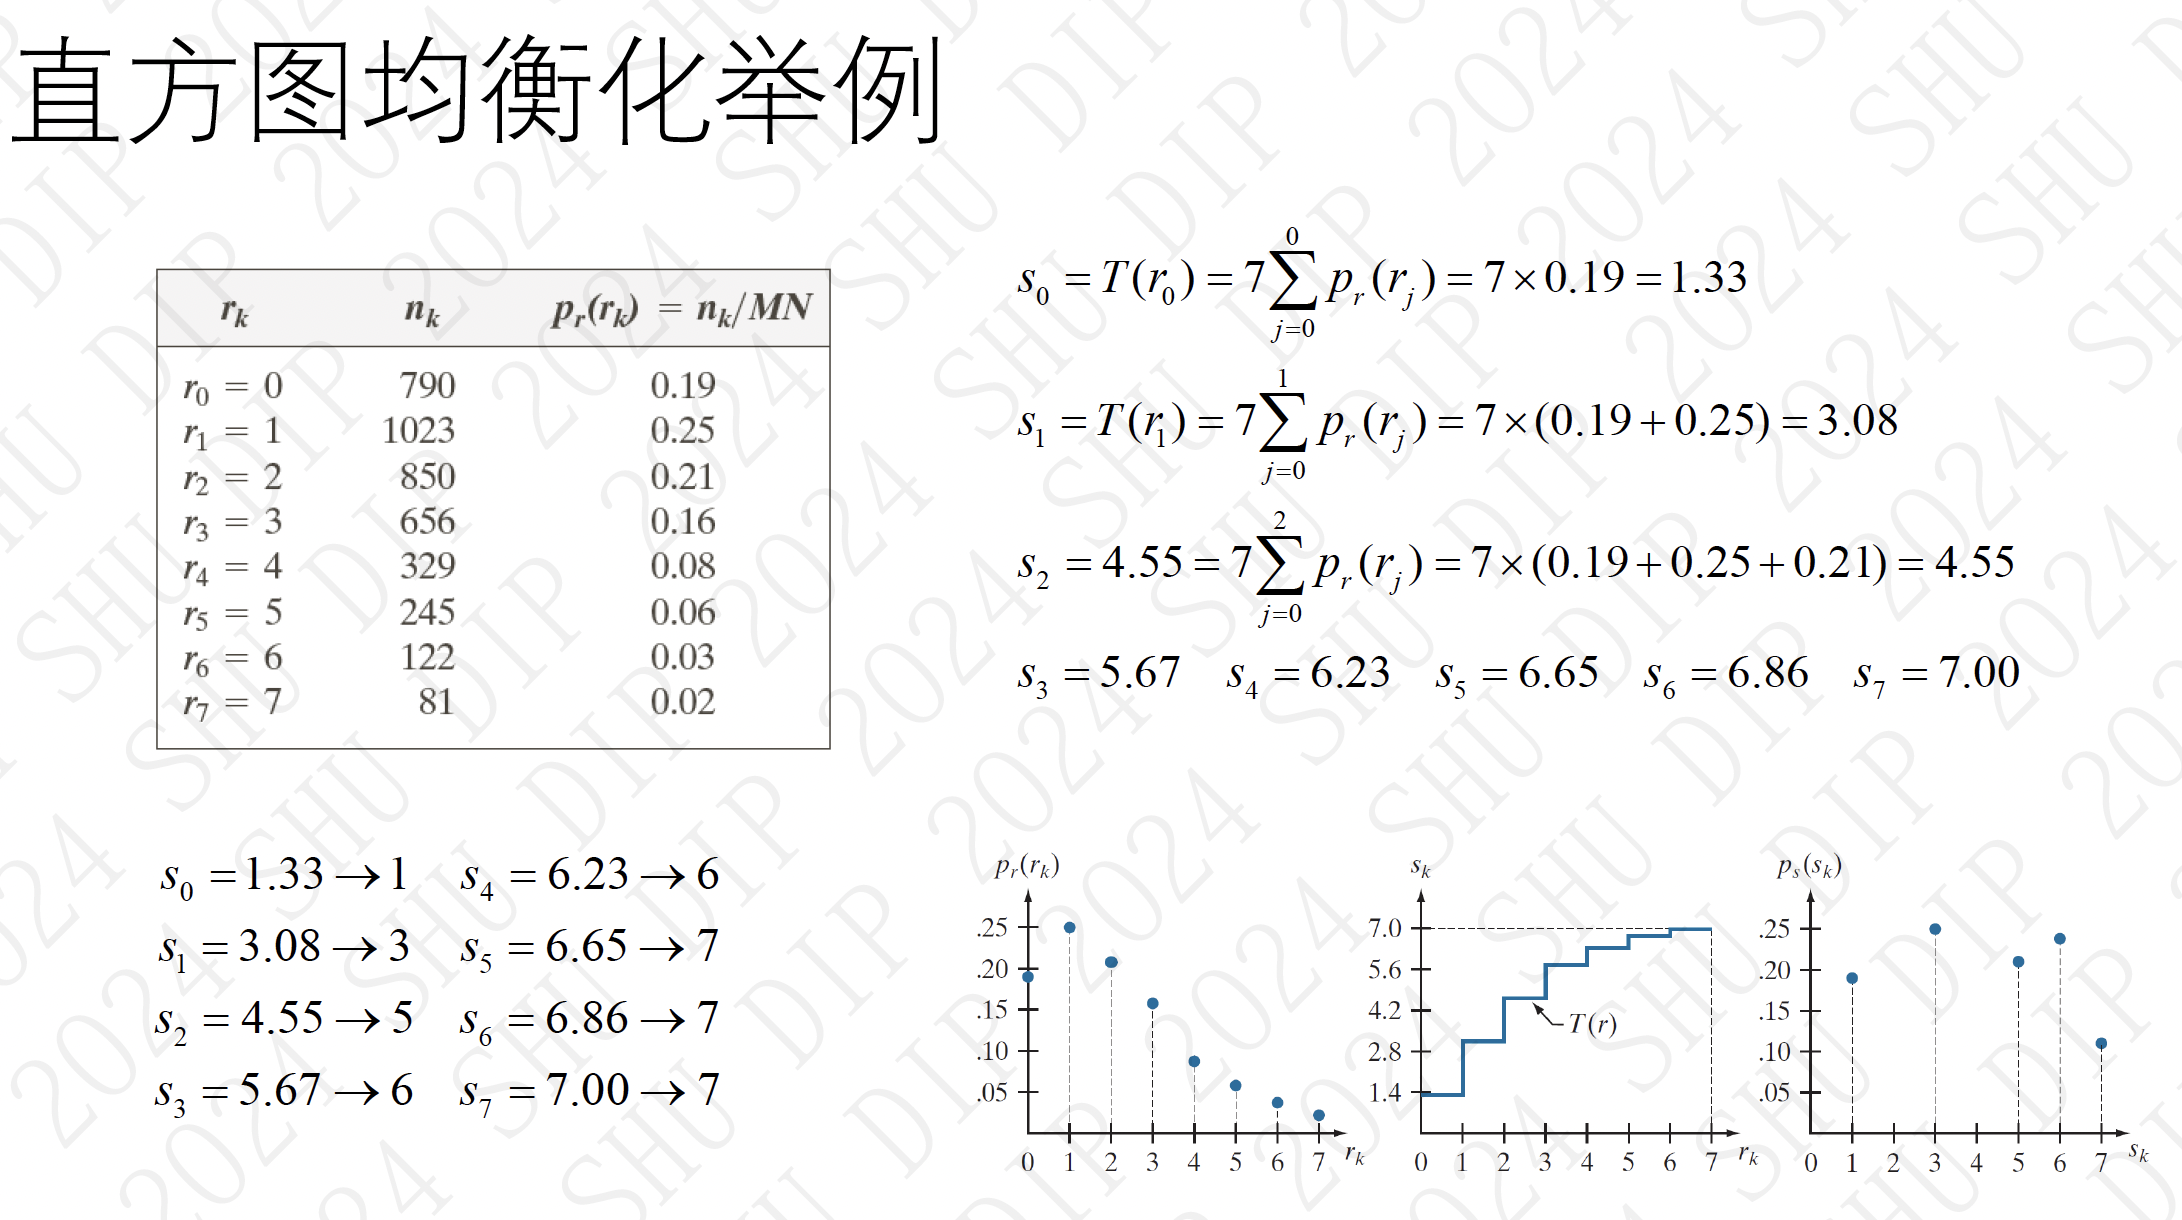 直方图均衡化举例
r_k n_k p_r(r_k) = n_k/MN
r_0 = 0 790 0.19
r_1 = 1 1023 0.25
r_2 = 2 850 0.21
r_3 = 3 656 0.16
r_4 = 4 329 0.08
r_5 = 5 245 0.06
r_6 = 6 122 0.03
r_7 = 7 81 0.02
s_0 = T(r_0) = 7∑_{j=0}^{0} p_r(r_j) = 7×0.19 = 1.33
s_1 = T(r_1) = 7∑_{j=0}^{1} p_r(r_j) = 7×(0.19+0.25) = 3.08
s_2 = 4.55 = 7∑_{j=0}^{2} p_r(r_j) = 7×(0.19+0.25+0.21) = 4.55
s_3 = 5.67 s_4 = 6.23 s_5 = 6.65 s_6 = 6.86 s_7 = 7.00
s_0 = 1.33 → 1 s_4 = 6.23 → 6
s_1 = 3.08 → 3 s_5 = 6.65 → 7
s_2 = 4.55 → 5 s_6 = 6.86 → 7
s_3 = 5.67 → 6 s_7 = 7.00 → 7
p_r(r_k)
.25
.20
.15
.10
.05
0 1 2 3 4 5 6 7 r_k
s_k
7.0
5.6
4.2
2.8
1.4
T(r)
0 1 2 3 4 5 6 7 r_k
p_s(s_k)
.25
.20
.15
.10
.05
0 1 2 3 4 5 6 7 s_k
SHU DIP 2024